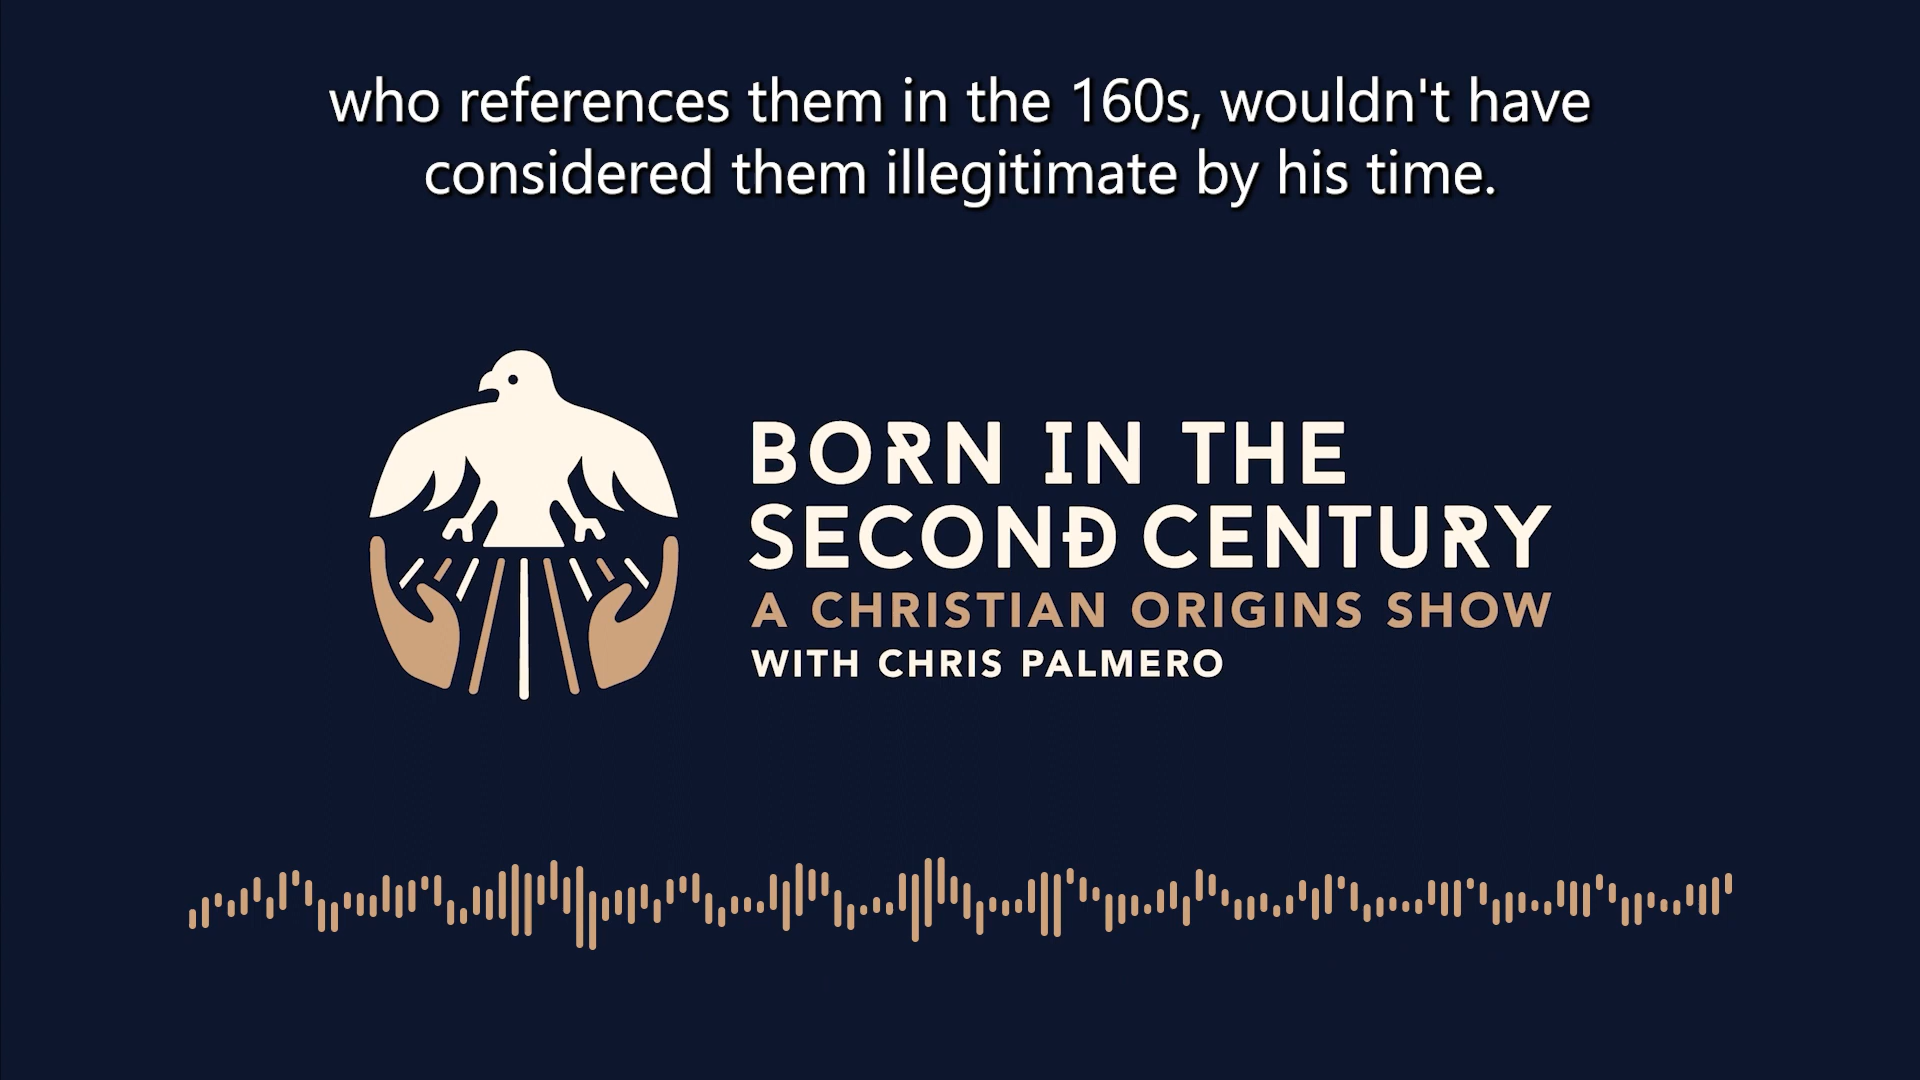 who references them in the 160s, wouldn't have
considered them illegitimate by his time.
BORN IN THE
SECOND CENTURY
A CHRISTIAN ORIGINS SHOW
WITH CHRIS PALMERO